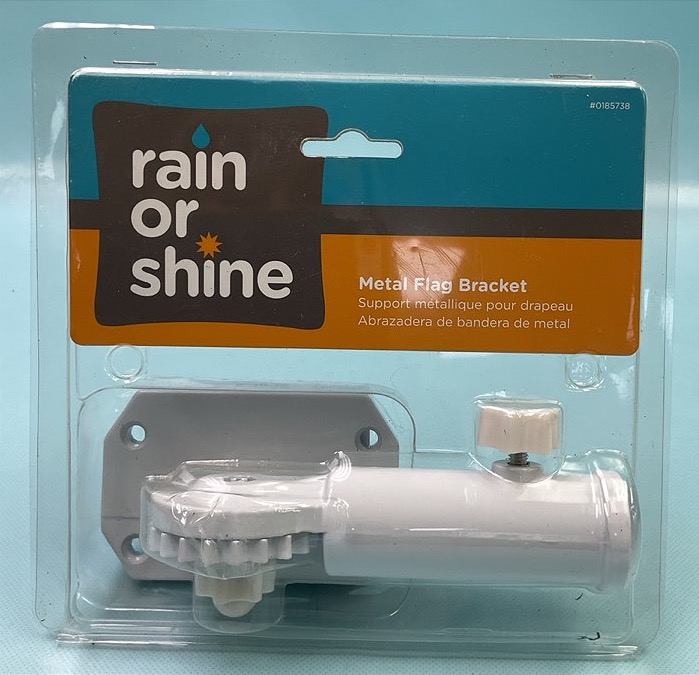 #0185738
rain
or
shine
Metal Flag Bracket
Support métallique pour drapeau
Abrazadera de bandera de metal